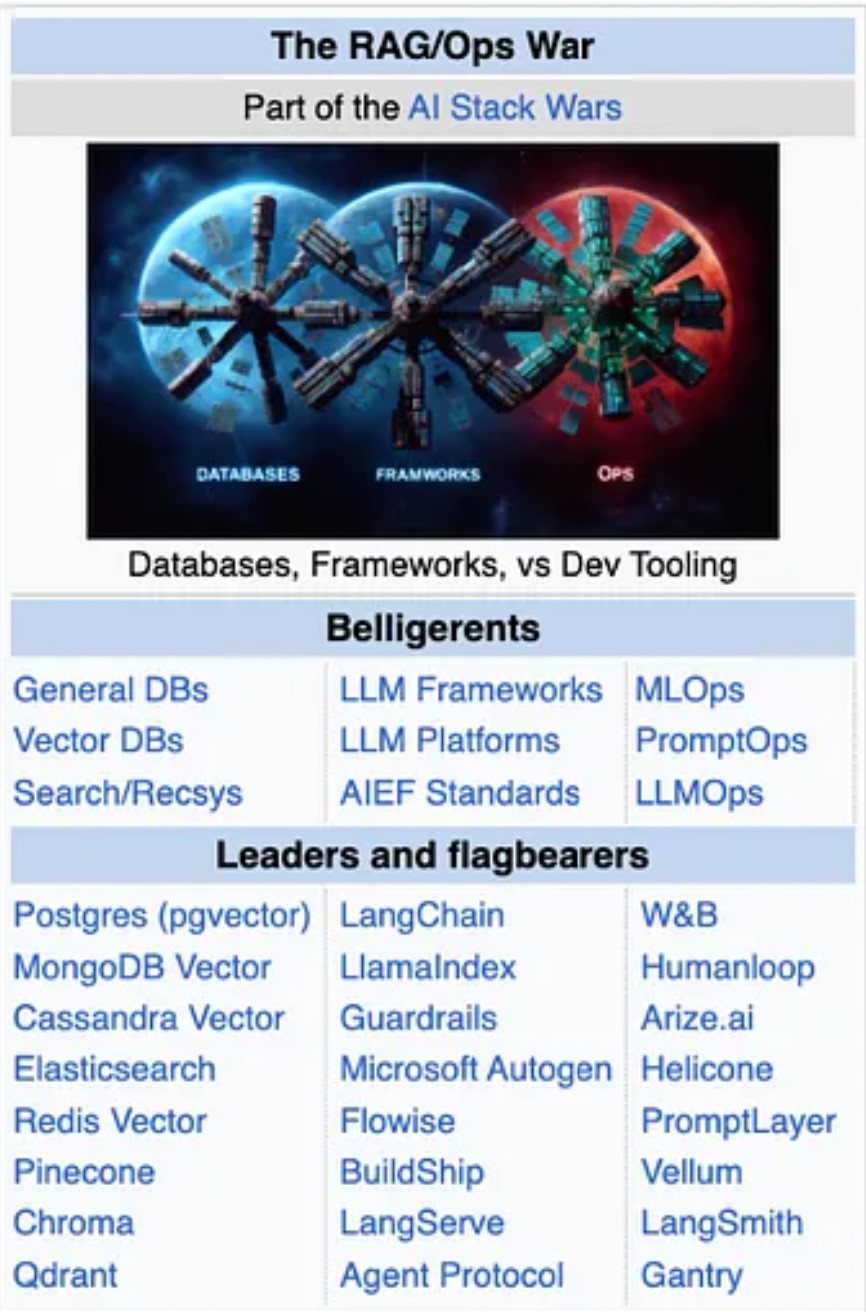 The RAG/Ops War
Part of the AI Stack Wars
DATABASES FRAMWORKS OPS
Databases, Frameworks, vs Dev Tooling
Belligerents
General DBs LLM Frameworks MLOps
Vector DBs LLM Platforms PromptOps
Search/Recsys AIEF Standards LLMOps
Leaders and flagbearers
Postgres (pgvector) LangChain W&B
MongoDB Vector LlamaIndex Humanloop
Cassandra Vector Guardrails Arize.ai
Elasticsearch Microsoft Autogen Helicone
Redis Vector Flowise PromptLayer
Pinecone BuildShip Vellum
Chroma LangServe LangSmith
Qdrant Agent Protocol Gantry